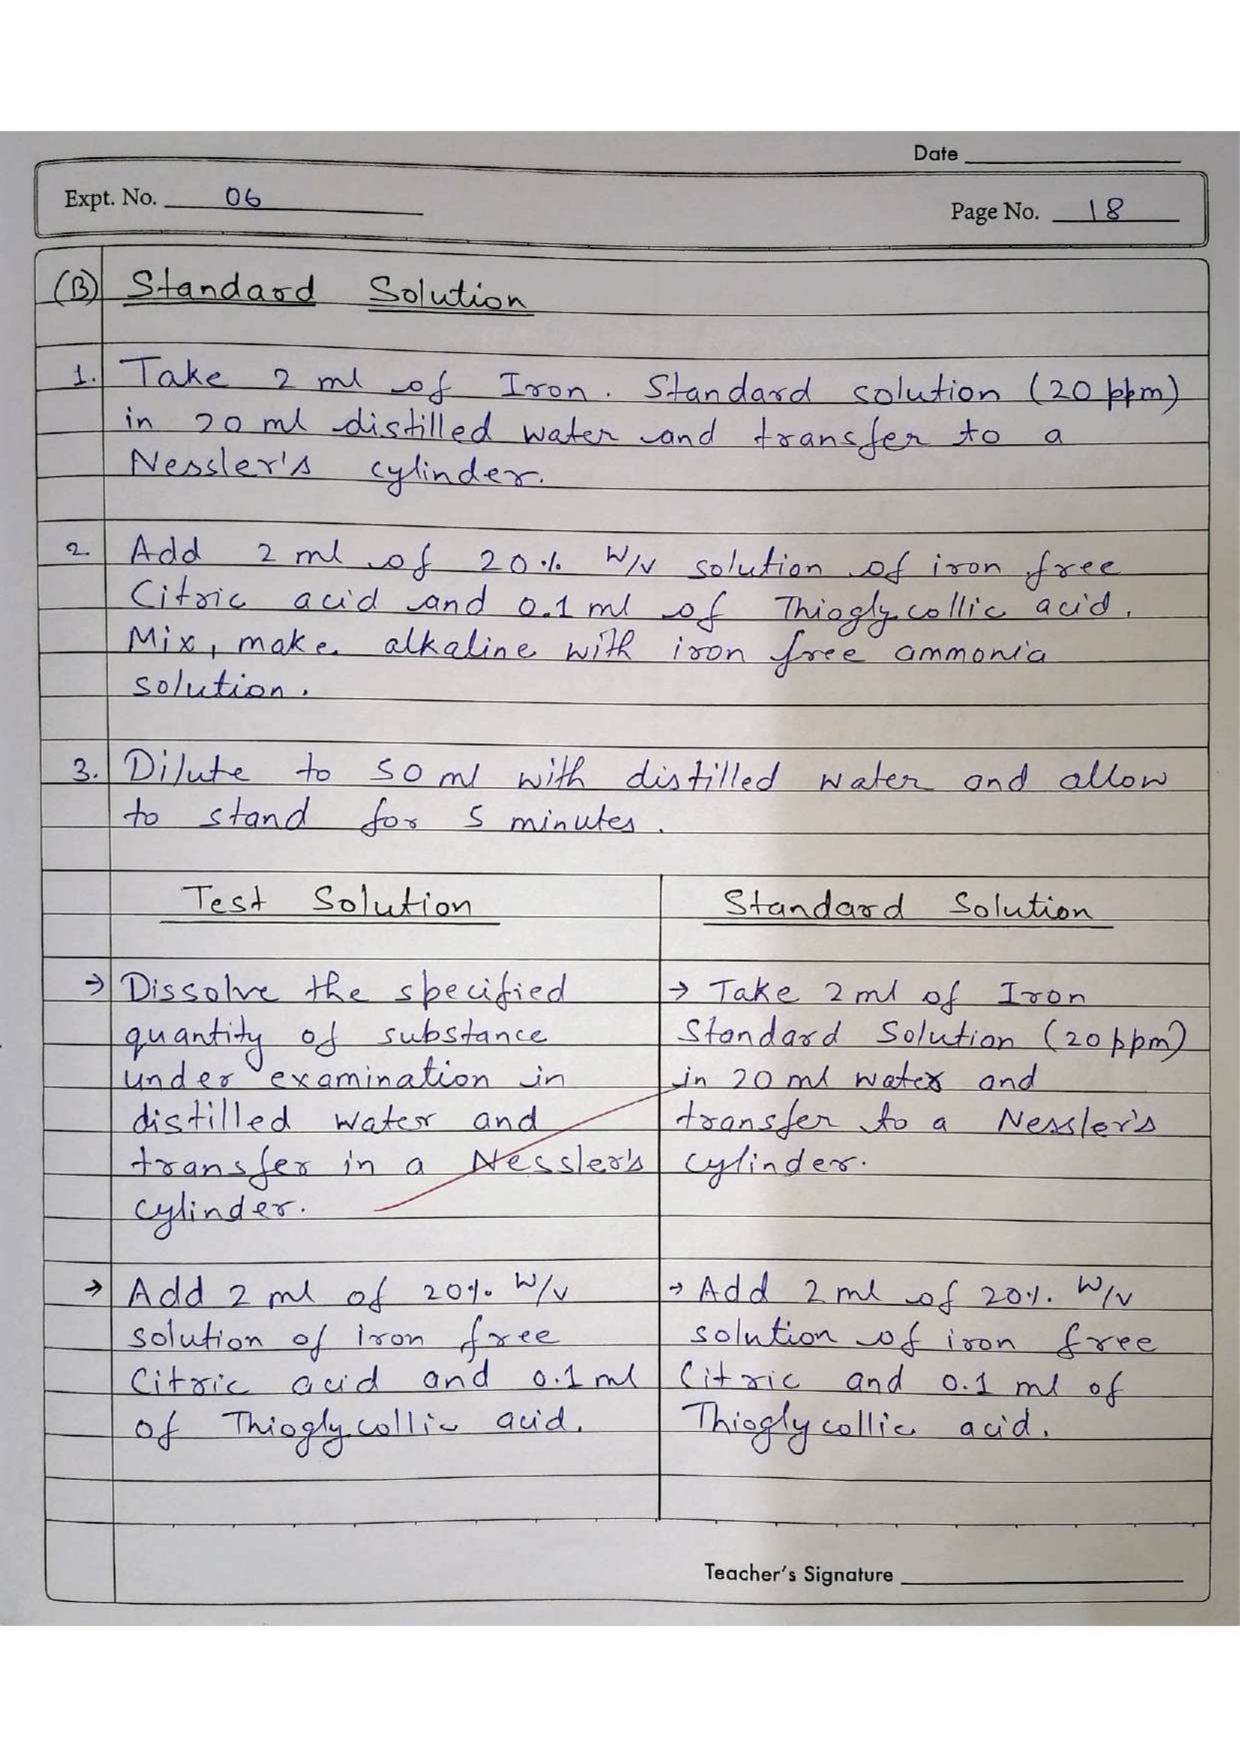 Date
Expt. No. 06
Page No. 18
(B) Standard Solution
1. Take 2 ml of Iron. Standard solution (20 ppm)
in 20 ml distilled water and transfer to a
Nessler's cylinder.
2. Add 2 ml of 20% w/v solution of iron free
Citric acid and 0.1 ml of Thioglycollic acid.
Mix, make alkaline with iron free ammonia
solution.
3. Dilute to 50 ml with distilled water and allow
to stand for 5 minutes.
Test Solution
→ Dissolve the specified
quantity of substance
under examination in
distilled water and
transfer in a Nessler's
cylinder.
→ Add 2 ml of 20% w/v
solution of iron free
Citric acid and 0.1 ml
of Thioglycollic acid.
Standard Solution
→ Take 2 ml of Iron
Standard Solution (20 ppm)
in 20 ml water and
transfer to a Nessler's
cylinder.
→ Add 2 ml of 20%. w/v
solution of iron free
Citric and 0.1 ml of
Thioglycollic acid.
Teacher's Signature